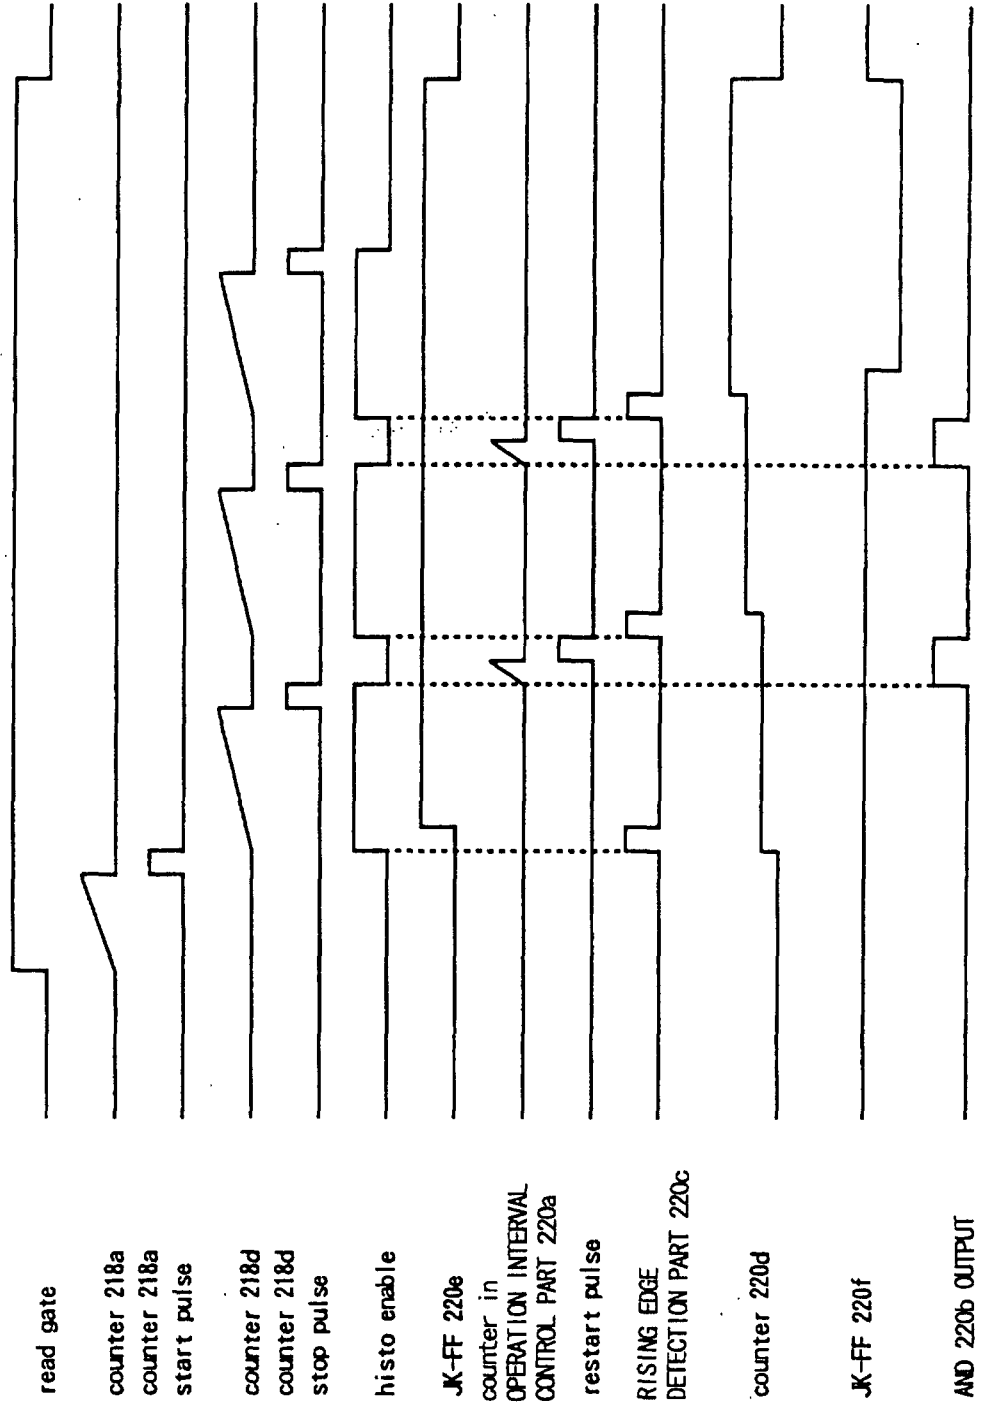 read gate
counter 218a
counter 218a
start pulse
counter 218d
counter 218d
stop pulse
histo enable
JK-FF 220e
counter in
OPERATION INTERVAL
CONTROL PART 220a
restart pulse
RISING EDGE
DETECTION PART 220c
counter 220d
JK-FF 220f
AND 220b OUTPUT